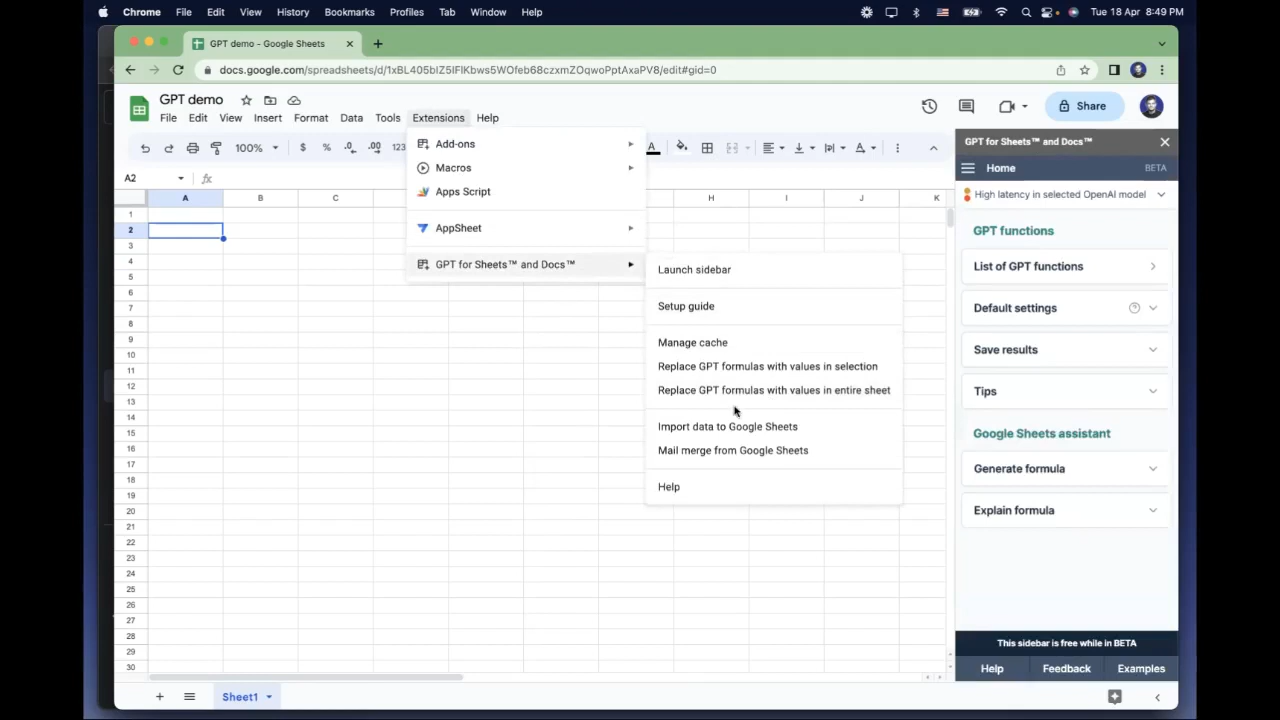 Chrome File Edit View History Bookmarks Profiles Tab Window Help Tue 18 Apr 8:49 PM
GPT demo - Google Sheets
docs.google.com/spreadsheets/d/1xBL405bIZ5IFIKbws5WOfeb68czxmZOqwoPptAxaPV8/edit#gid=0
GPT demo
File Edit View Insert Format Data Tools Extensions Help
Share
100% $ % .0 .00 123
A2 fx
A B C H I J K
1
2
3
4
5
6
7
8
9
10
11
12
13
14
15
16
17
18
19
20
21
22
23
24
25
26
27
28
29
30
Add-ons
Macros
Apps Script
AppSheet
GPT for Sheets™ and Docs™
Launch sidebar
Setup guide
Manage cache
Replace GPT formulas with values in selection
Replace GPT formulas with values in entire sheet
Import data to Google Sheets
Mail merge from Google Sheets
Help
GPT for Sheets™ and Docs™
Home BETA
High latency in selected OpenAI model
GPT functions
List of GPT functions
Default settings
Save results
Tips
Google Sheets assistant
Generate formula
Explain formula
This sidebar is free while in BETA
Help Feedback Examples
Sheet1